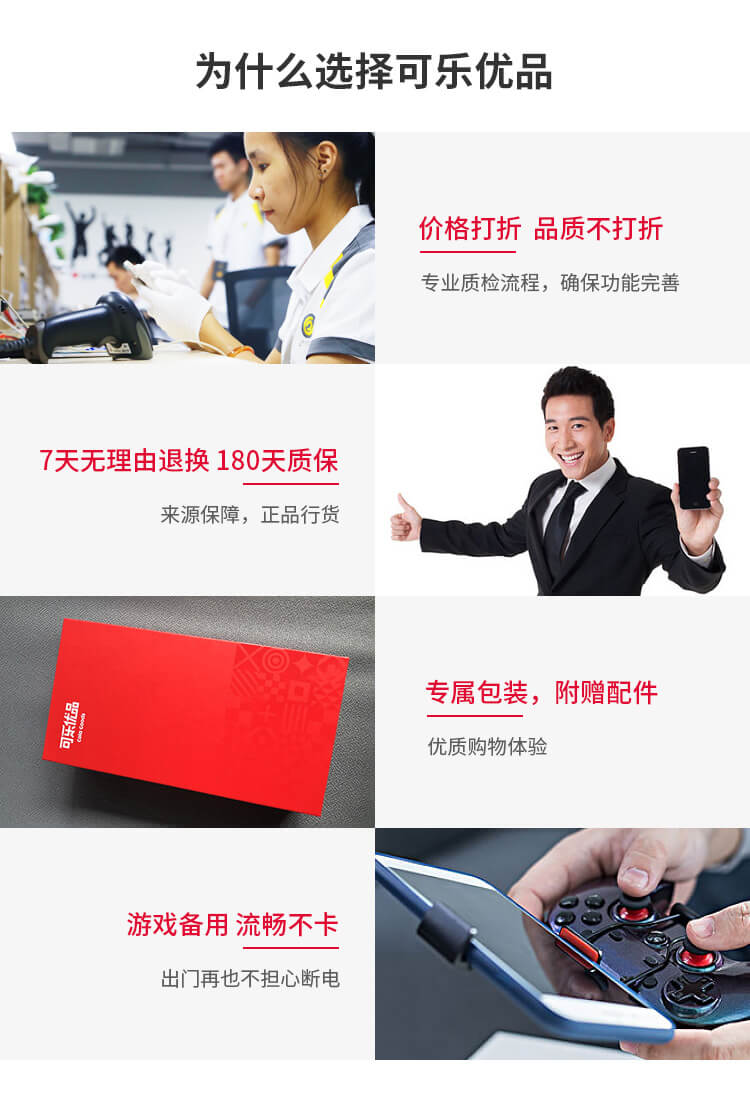 为什么选择可乐优品
价格打折 品质不打折
专业质检流程，确保功能完善
7天无理由退换 180天质保
来源保障，正品行货
可乐优品
专属包装，附赠配件
优质购物体验
游戏备用 流畅不卡
出门再也不担心断电